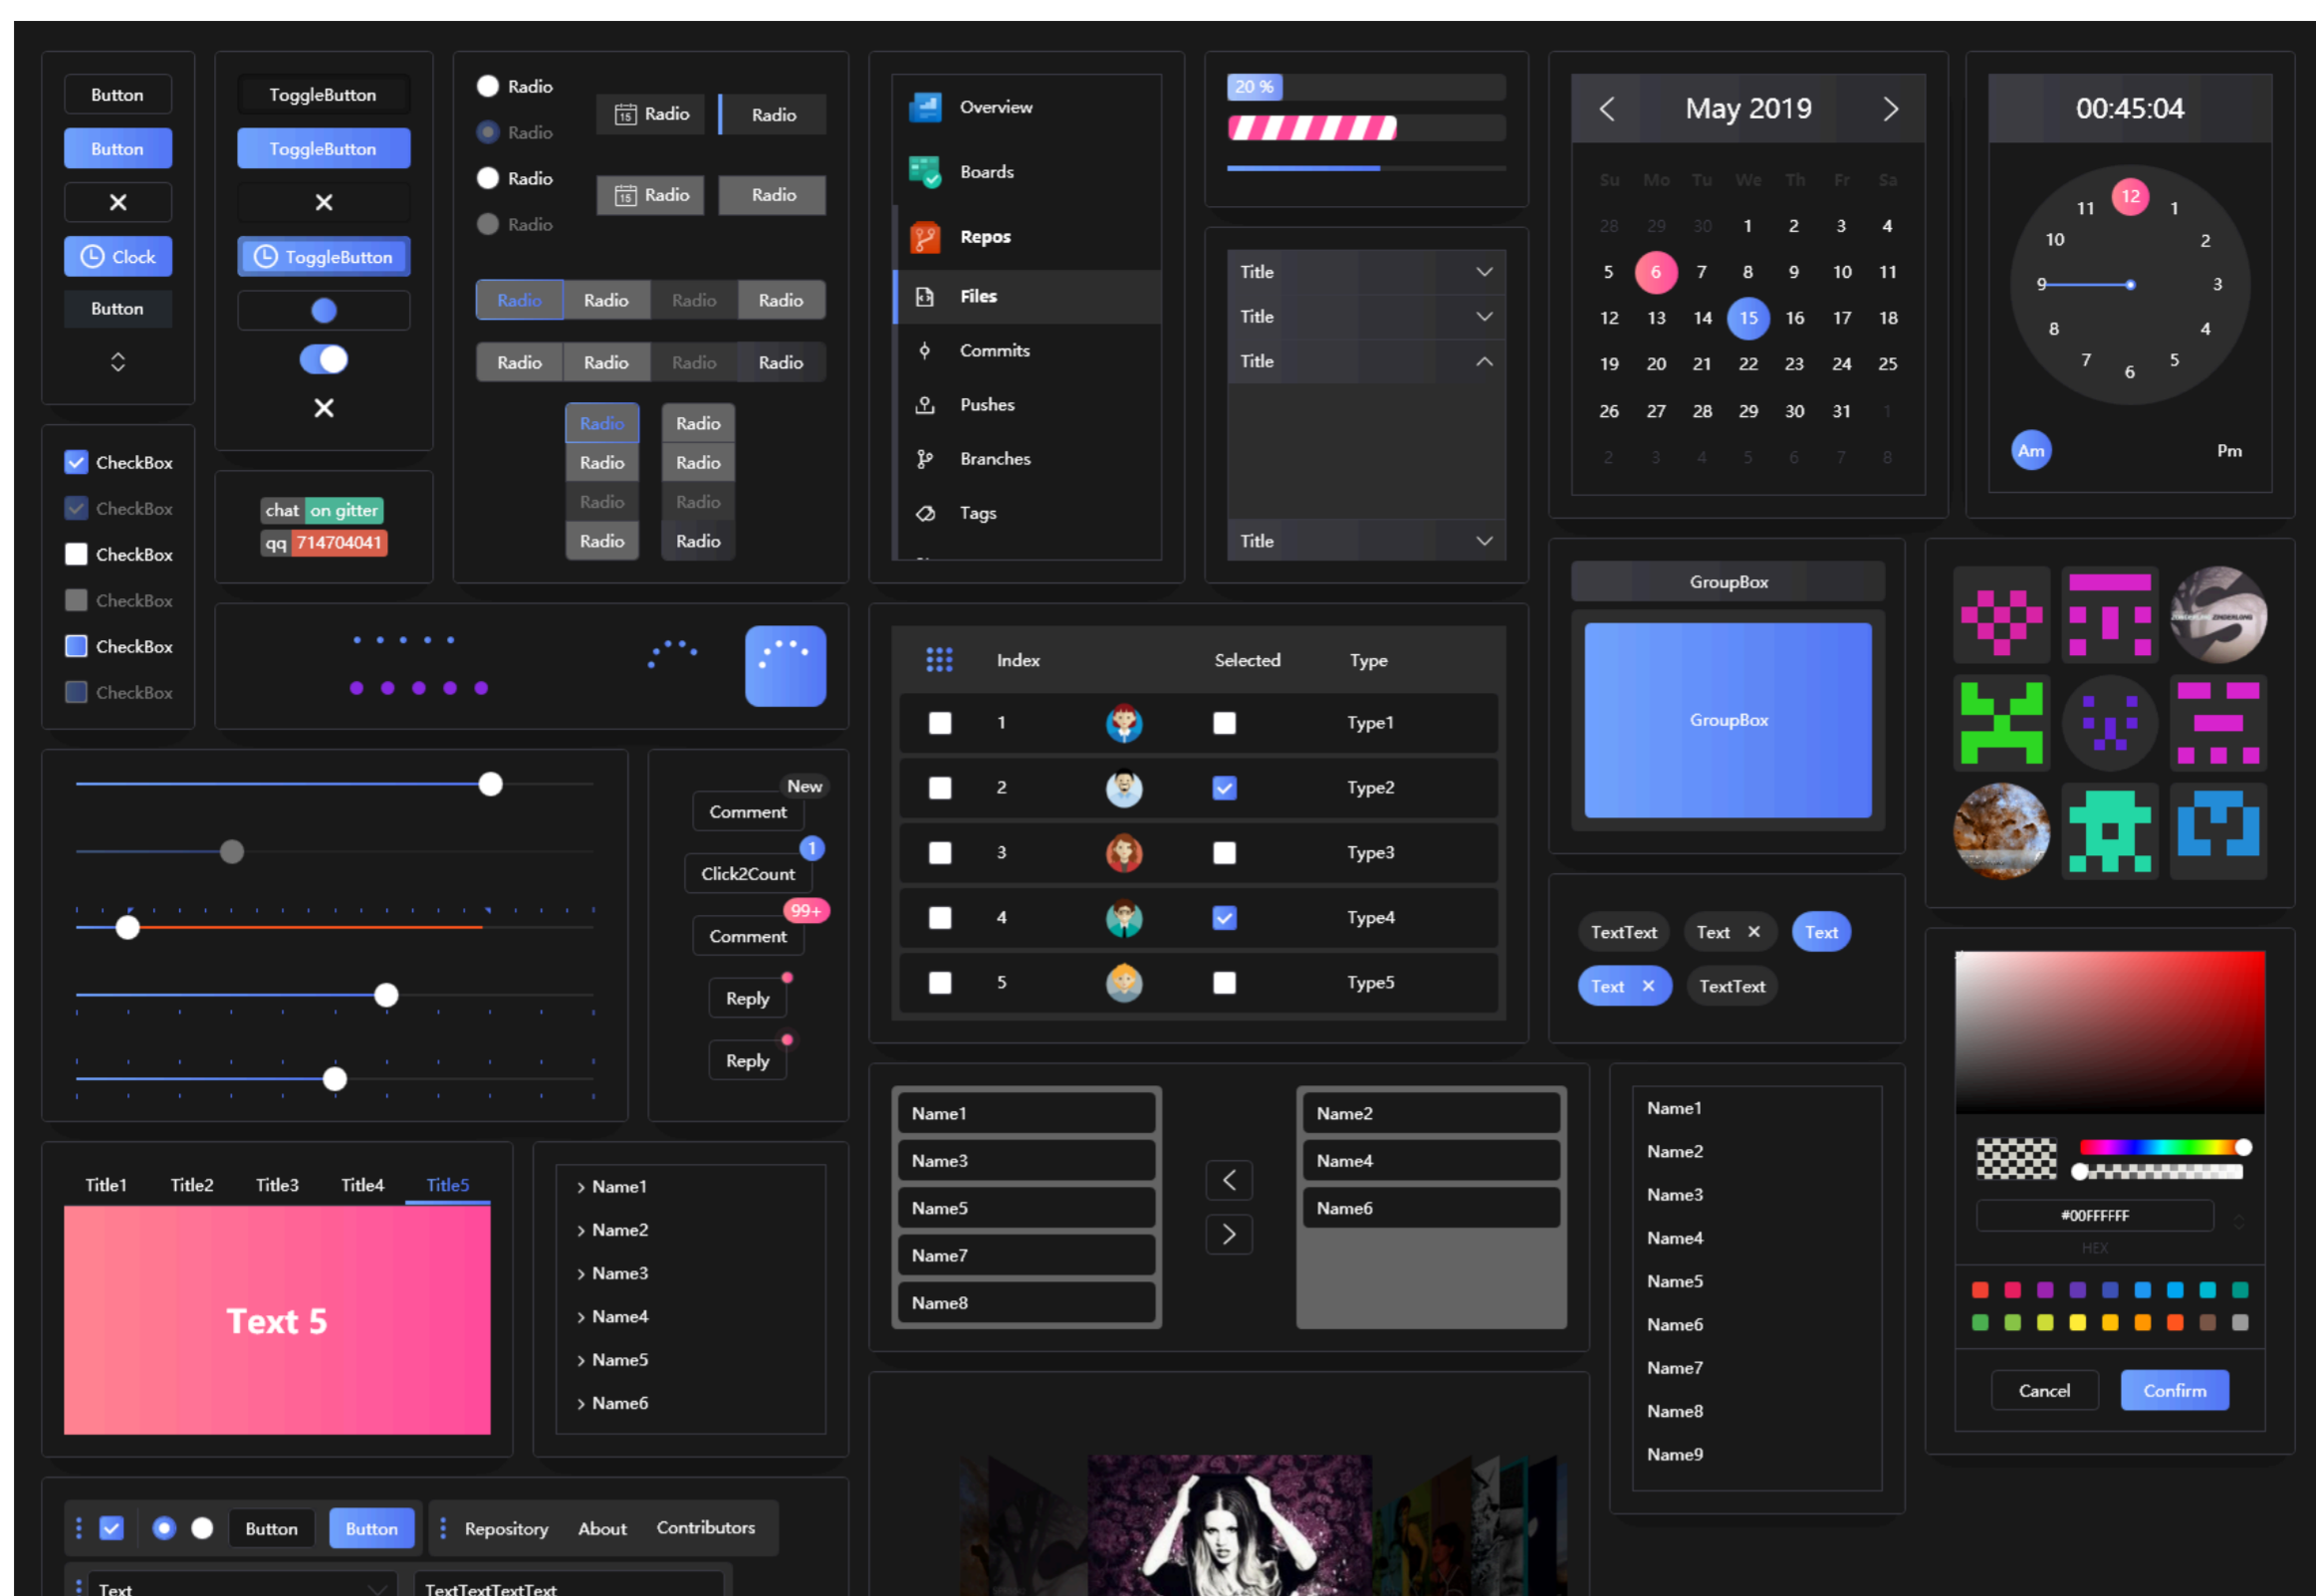 Button
Button
Clock
Button
ToggleButton
ToggleButton
ToggleButton
Radio
Radio
Radio
Radio
15 Radio
Radio
15 Radio
Radio
Radio Radio Radio Radio
Radio Radio Radio Radio
Radio Radio
Radio Radio
Radio Radio
Radio Radio
Overview
Boards
Repos
Files
Commits
Pushes
Branches
Tags
20 %
Title
Title
Title
Title
May 2019
Su Mo Tu We Th Fr Sa
28 29 30 1 2 3 4
5 6 7 8 9 10 11
12 13 14 15 16 17 18
19 20 21 22 23 24 25
26 27 28 29 30 31 1
2 3 4 5 6 7 8
00:45:04
12
11 1
10 2
9 3
8 4
7 5
6
Am Pm
CheckBox
CheckBox
CheckBox
CheckBox
CheckBox
CheckBox
chat on gitter
qq 714704041
Index Selected Type
1 Type1
2 Type2
3 Type3
4 Type4
5 Type5
GroupBox
GroupBox
New
Comment
1
Click2Count
99+
Comment
Reply
Reply
TextText Text Text
Text TextText
Name1
Name3
Name5
Name7
Name8
Name2
Name4
Name6
Name1
Name2
Name3
Name4
Name5
Name6
Name7
Name8
Name9
#00FFFFFF
HEX
Cancel Confirm
Title1 Title2 Title3 Title4 Title5
Text 5
Name1
Name2
Name3
Name4
Name5
Name6
Button Button Repository About Contributors
Text TextTextTextText